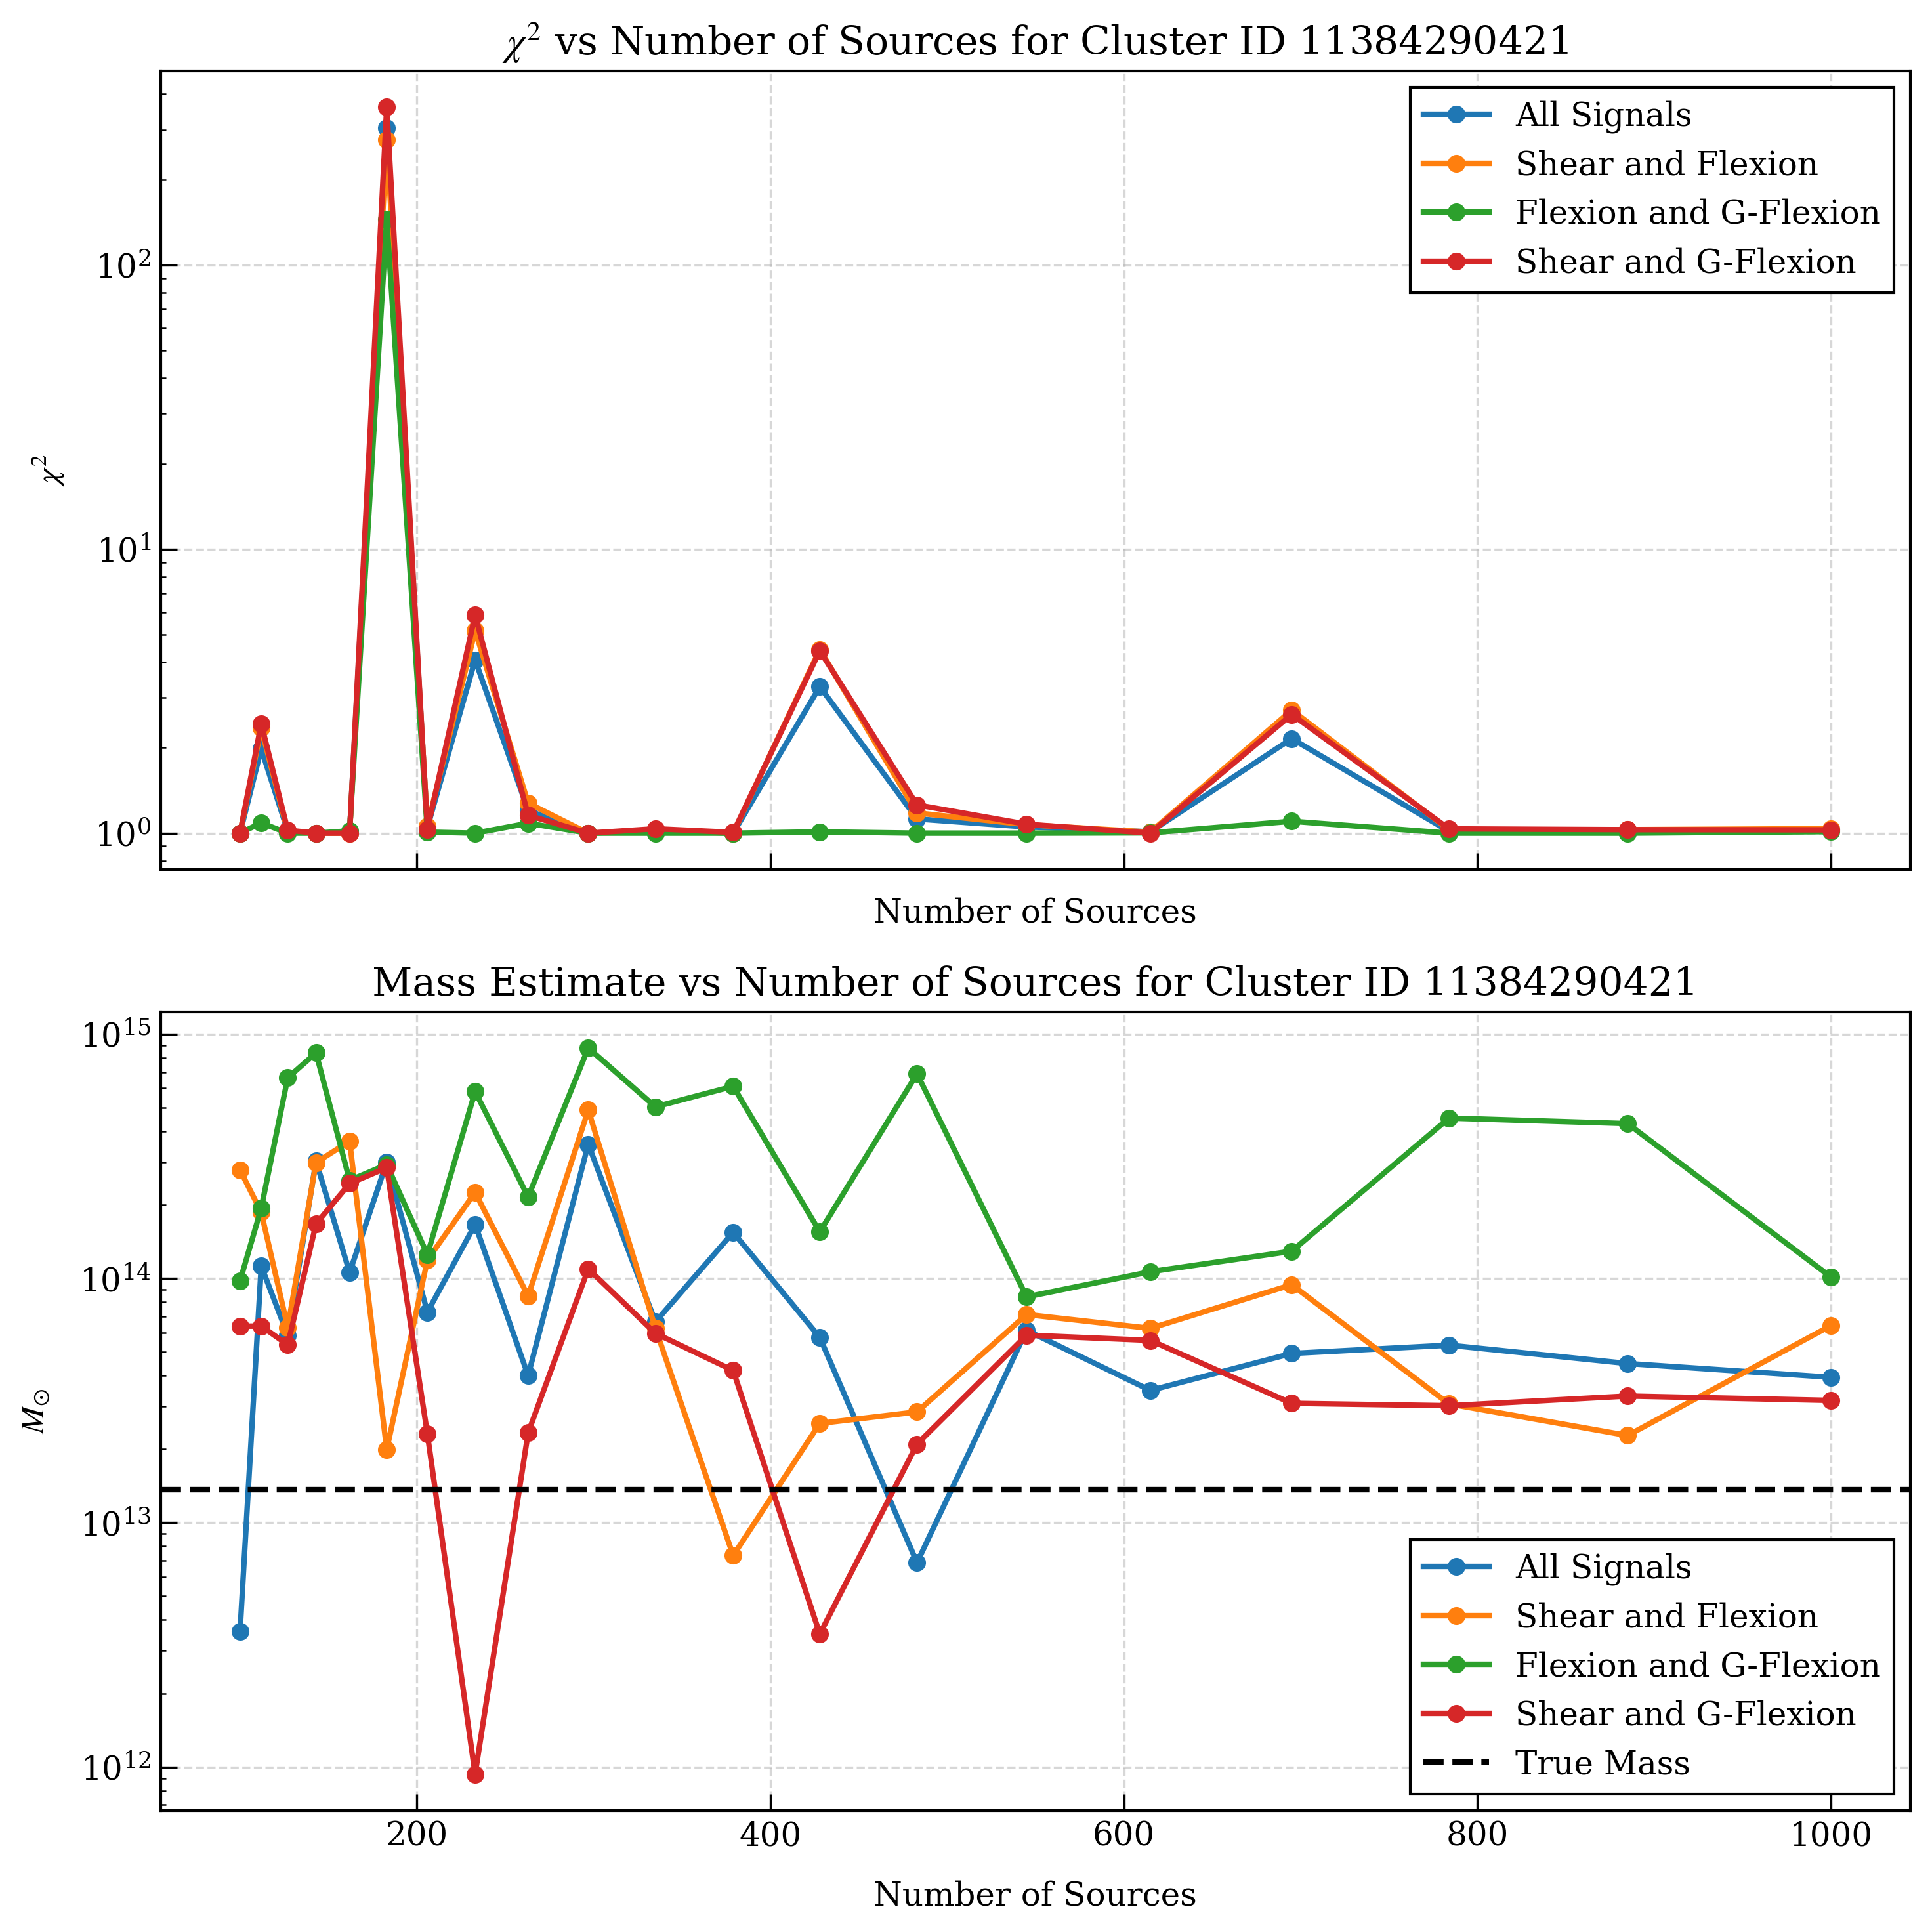 χ² vs Number of Sources for Cluster ID 11384290421
All Signals
Shear and Flexion
Flexion and G-Flexion
Shear and G-Flexion
10²
10¹
10⁰
χ²
Number of Sources
Mass Estimate vs Number of Sources for Cluster ID 11384290421
10¹⁵
10¹⁴
10¹³
10¹²
M⊙
All Signals
Shear and Flexion
Flexion and G-Flexion
Shear and G-Flexion
True Mass
200 400 600 800 1000
Number of Sources